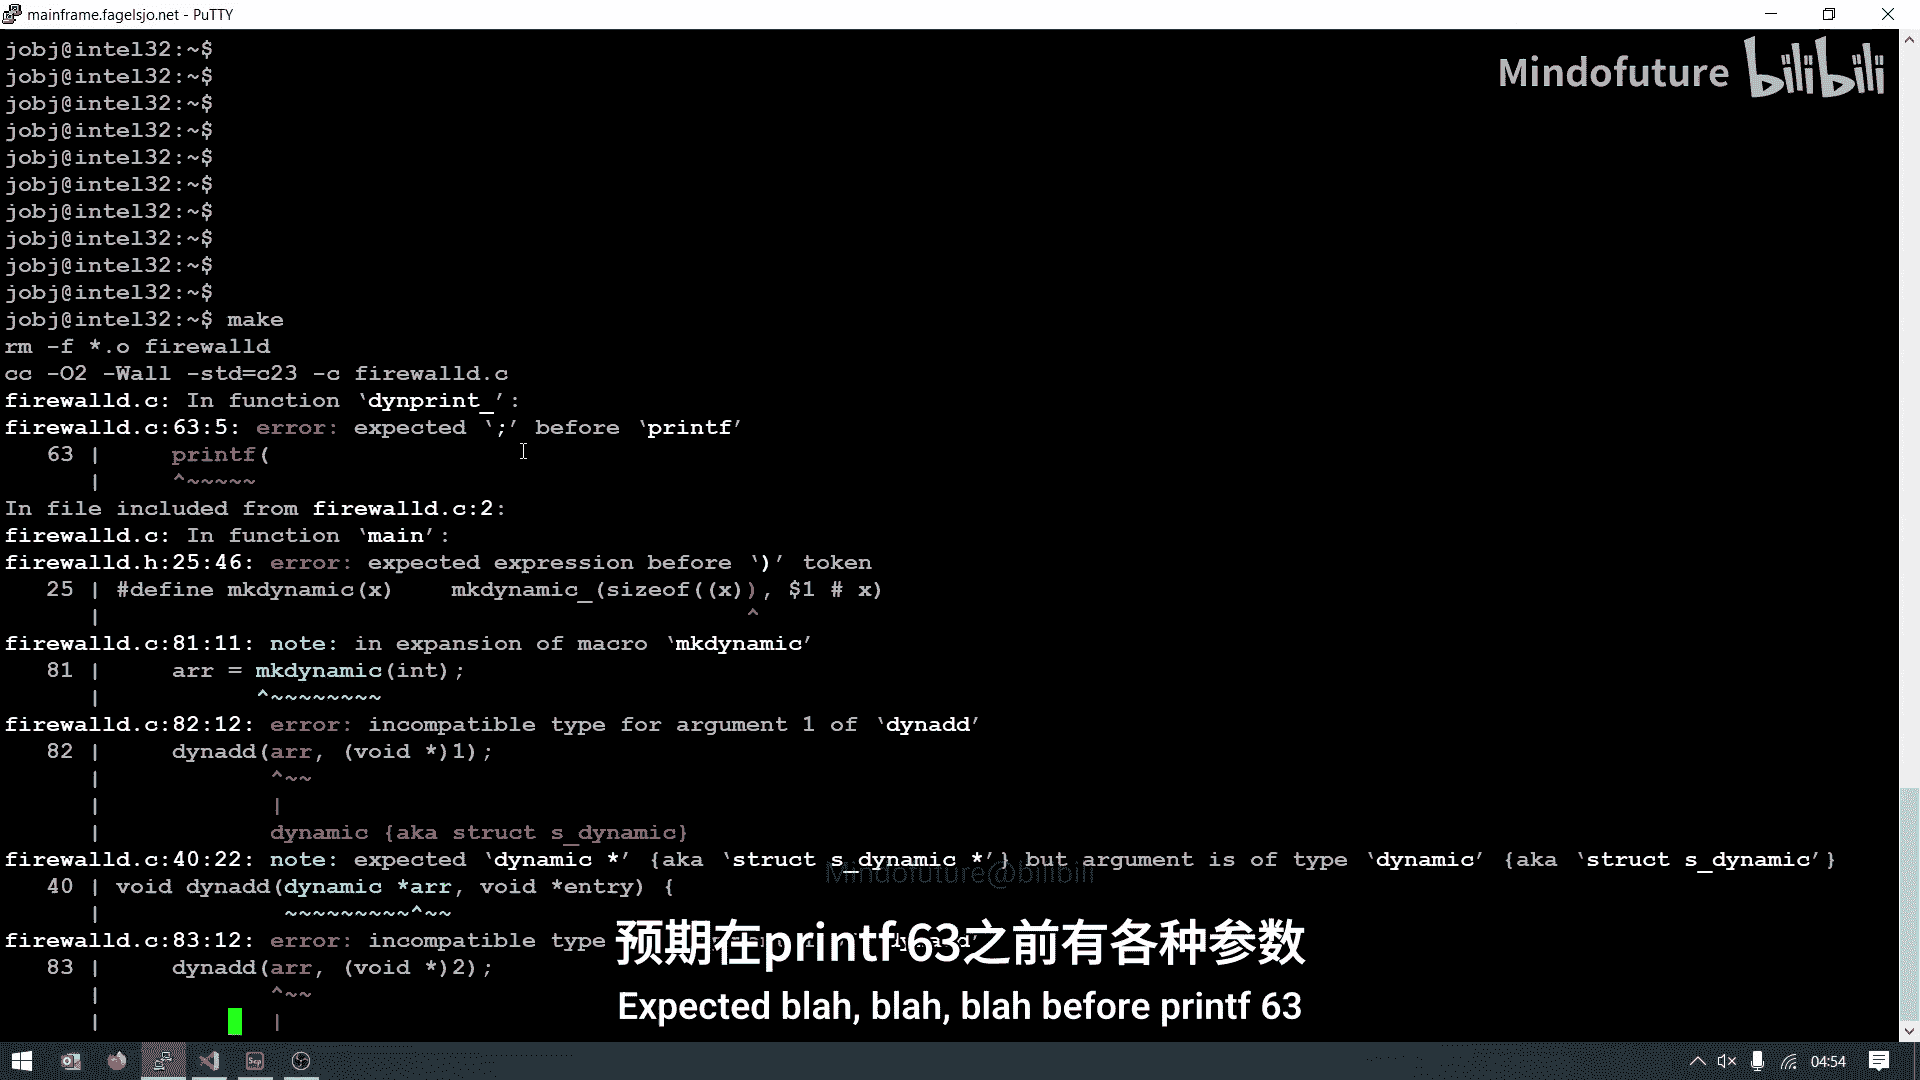 mainframe.fagelsjo.net - PuTTY
jobj@intel32:~$
jobj@intel32:~$
jobj@intel32:~$
jobj@intel32:~$
jobj@intel32:~$
jobj@intel32:~$
jobj@intel32:~$
jobj@intel32:~$
jobj@intel32:~$
jobj@intel32:~$
jobj@intel32:~$ make
Mindofuture bilibili
rm -f *.o firewalld
cc -O2 -Wall -std=c23 -c firewalld.c
firewalld.c: In function ‘dynprint_’:
firewalld.c:63:5: error: expected ‘;’ before ‘printf’
63 | printf(
| ^~~~~~
In file included from firewalld.c:2:
firewalld.c: In function ‘main’:
firewalld.h:25:46: error: expected expression before ‘)’ token
25 | #define mkdynamic(x) mkdynamic_(sizeof((x)), $1 # x)
| ^
firewalld.c:81:11: note: in expansion of macro ‘mkdynamic’
81 | arr = mkdynamic(int);
| ^~~~~~~~~
firewalld.c:82:12: error: incompatible type for argument 1 of ‘dynadd’
82 | dynadd(arr, (void *)1);
| ^~~
| |
| dynamic {aka struct s_dynamic}
firewalld.c:40:22: note: expected ‘dynamic *’ {aka ‘struct s_dynamic *’} but argument is of type ‘dynamic’ {aka ‘struct s_dynamic’}
Mindofuture@bilibili
40 | void dynadd(dynamic *arr, void *entry) {
| ~~~~~~~~~^~~
firewalld.c:83:12: error: incompatible type
83 | dynadd(arr, (void *)2);
| ^~~
| |
预期在printf 63之前有各种参数
Expected blah, blah, blah before printf 63
04:54